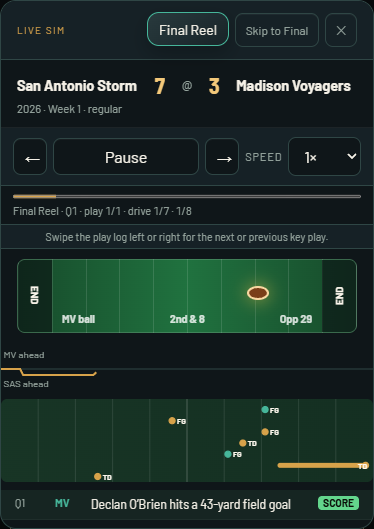 LIVE SIM Final Reel Skip to Final ×
San Antonio Storm 7 @ 3 Madison Voyagers
2026 · Week 1 · regular
← Pause → SPEED 1×
Final Reel · Q1 · play 1/1 · drive 1/7 · 1/8
Swipe the play log left or right for the next or previous key play.
END END
MV ball 2nd & 8 Opp 29
MV ahead
SAS ahead
FG
FG
FG
TD
FG
TD
TD
Q1 MV Declan O'Brien hits a 43-yard field goal SCORE